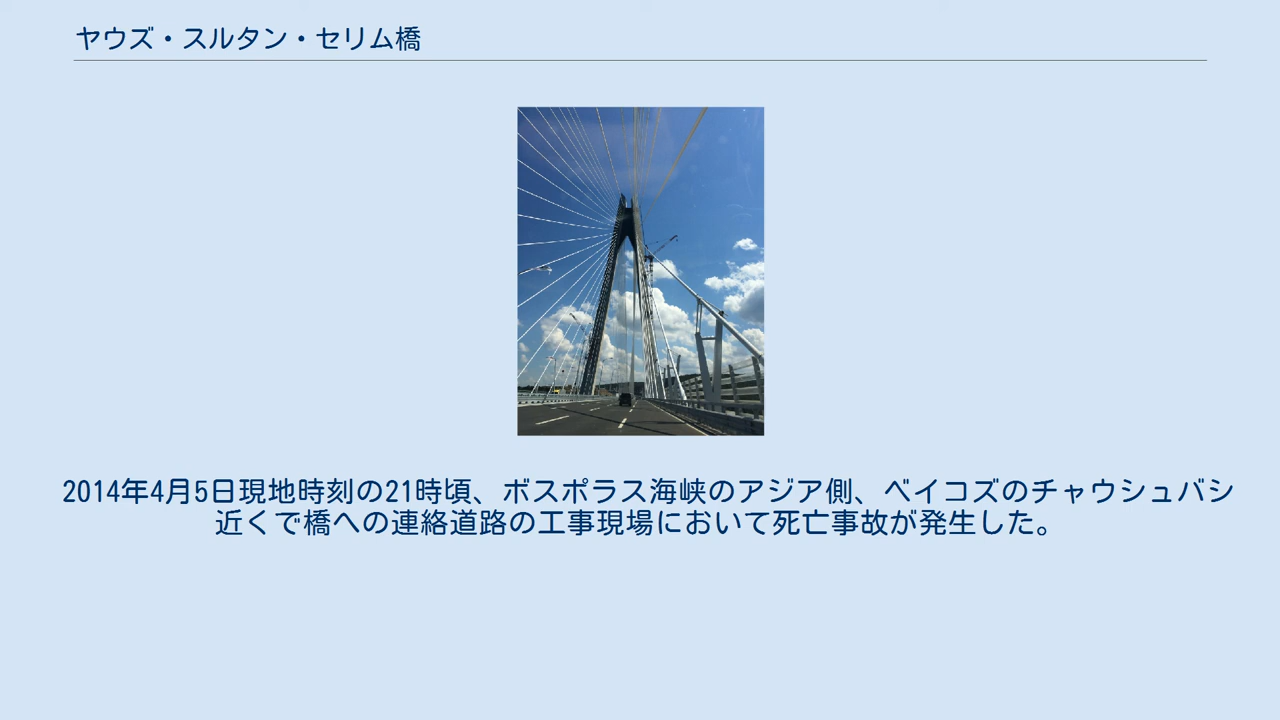 ヤウズ・スルタン・セリム橋
2014年4月5日現地時刻の21時頃、ボスポラス海峡のアジア側、ベイコズのチャウシュバシ
近くで橋への連絡道路の工事現場において死亡事故が発生した。